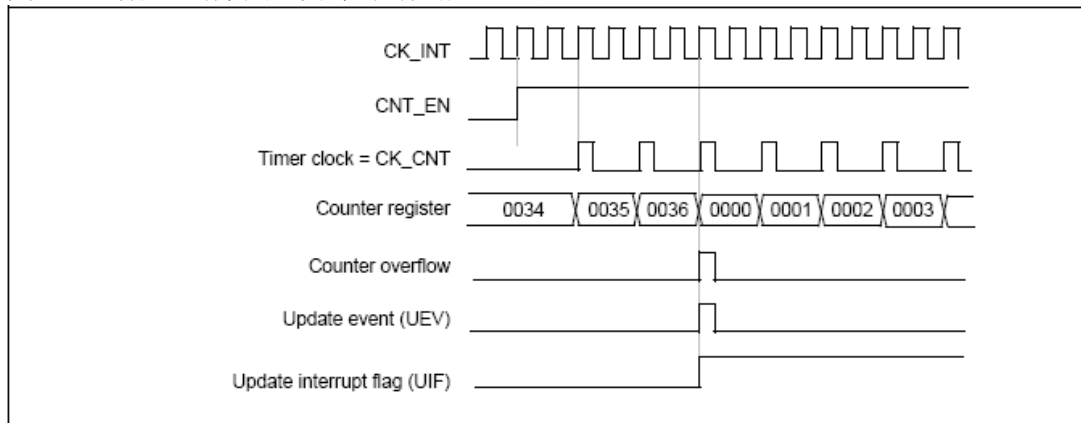 CK_INT
CNT_EN
Timer clock = CK_CNT
Counter register 0034 0035 0036 0000 0001 0002 0003
Counter overflow
Update event (UEV)
Update interrupt flag (UIF)